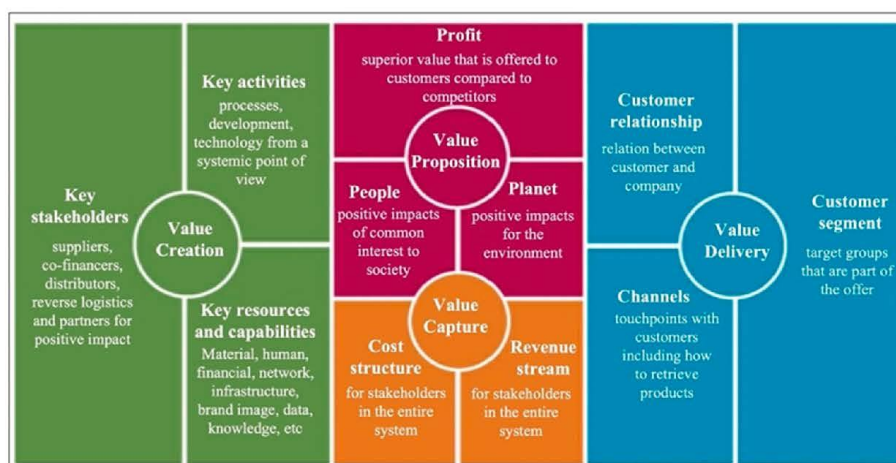 Key
stakeholders
suppliers,
co-financers,
distributors,
reverse logistics
and partners for
positive impact
Key activities
processes,
development,
technology from a
systemic point of
view
Value
Creation
Key resources
and capabilities
Material, human,
financial, network,
infrastructure,
brand image, data,
knowledge, etc
Profit
superior value that is offered to
customers compared to
competitors
Value
Proposition
People
positive impacts
of common
interest to
society
Planet
positive impacts
for the
environment
Value
Capture
Cost
structure
for stakeholders
in the entire
system
Revenue
stream
for stakeholders
in the entire
system
Customer
relationship
relation between
customer and
company
Value
Delivery
Channels
touchpoints with
customers
including how
to retrieve
products
Customer
segment
target groups
that are part of
the offer